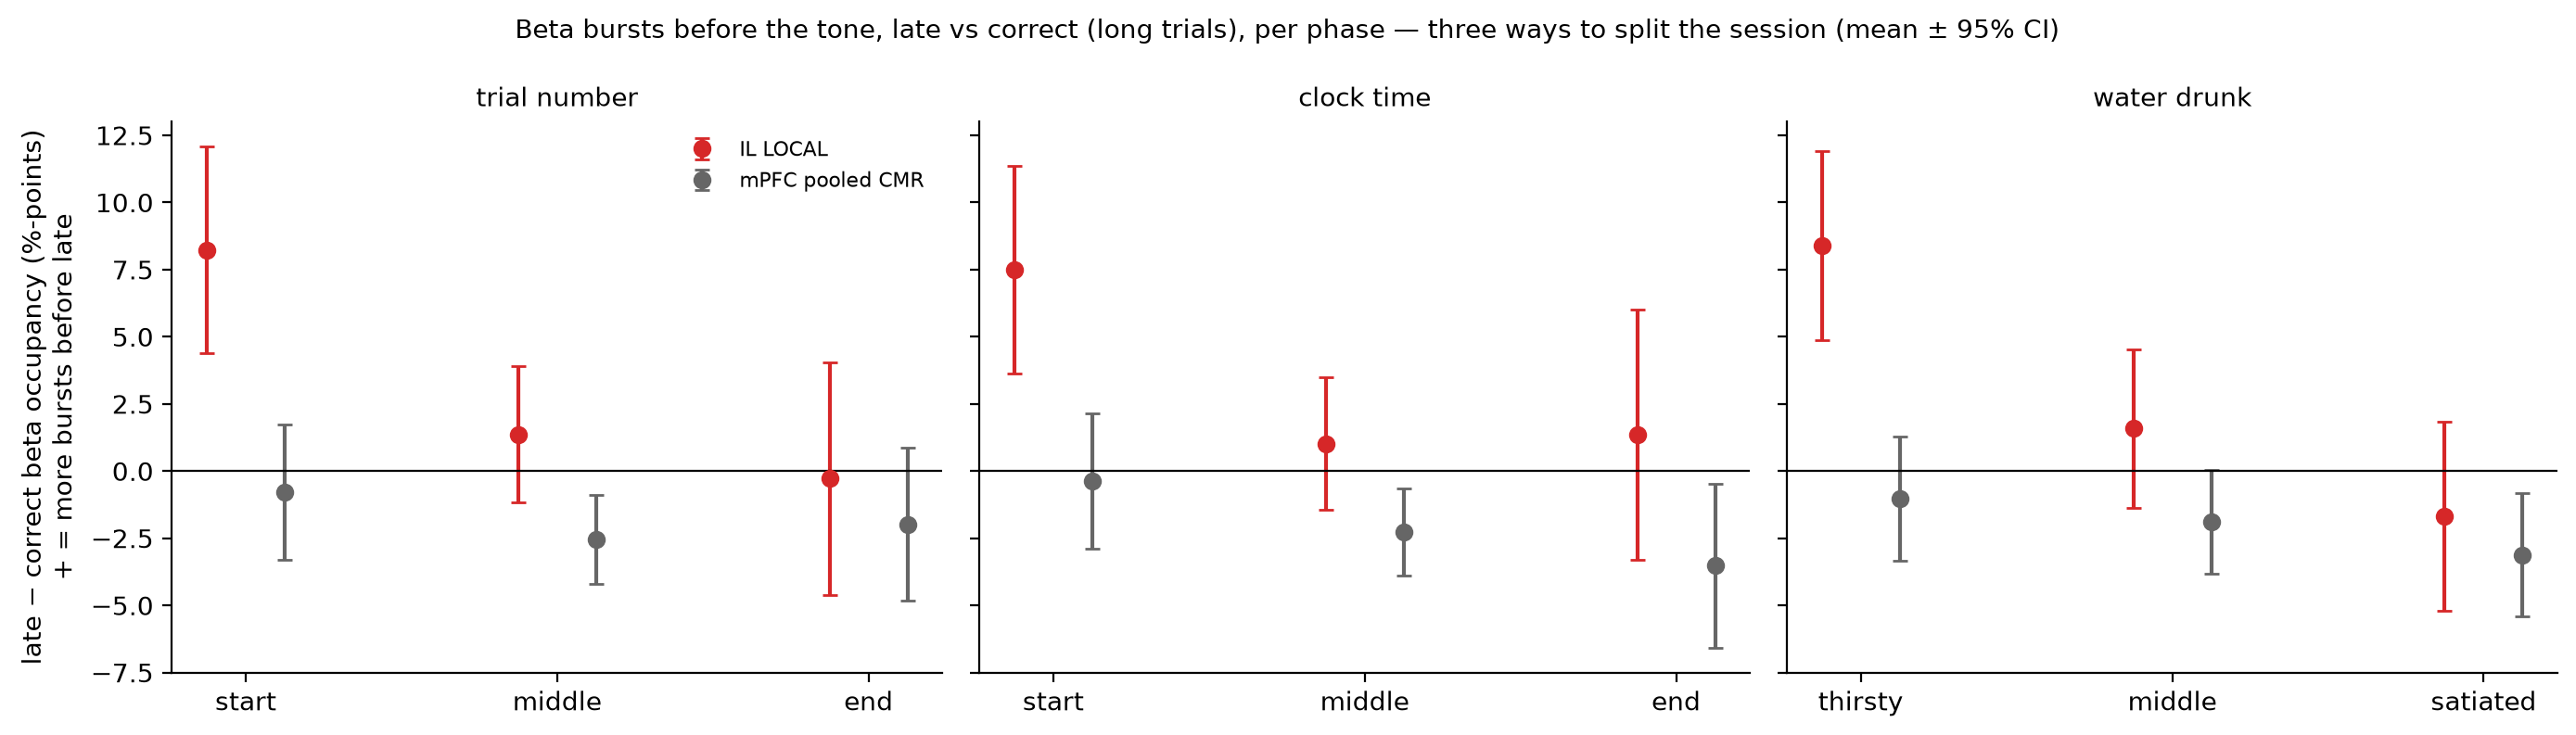 Beta bursts before the tone, late vs correct (long trials), per phase — three ways to split the session (mean ± 95% CI)
trial number
clock time
water drunk
late − correct beta occupancy (%-points)
+ = more bursts before late
12.5
10.0
7.5
5.0
2.5
0.0
−2.5
−5.0
−7.5
IL LOCAL
mPFC pooled CMR
start
middle
end
start
middle
end
thirsty
middle
satiated